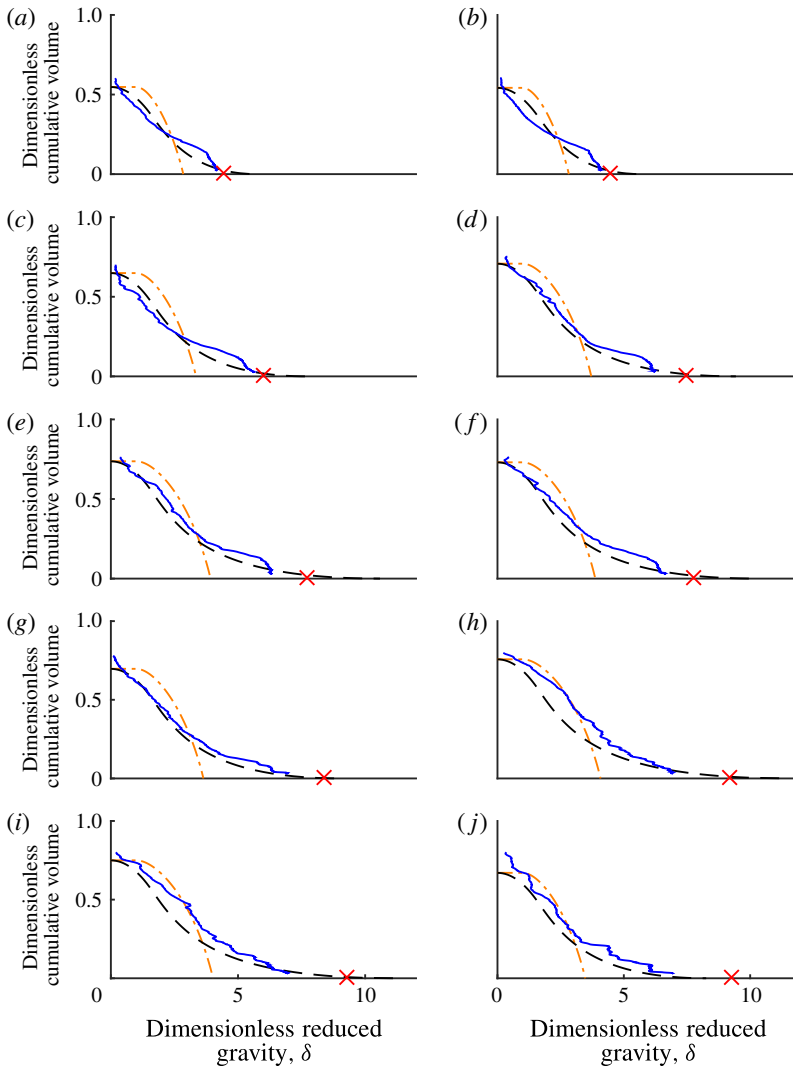 (a) (b)
1.0
0.5
0
Dimensionless
cumulative volume
(c) (d)
1.0
0.5
0
Dimensionless
cumulative volume
(e) (f)
1.0
0.5
0
Dimensionless
cumulative volume
(g) (h)
1.0
0.5
0
Dimensionless
cumulative volume
(i) (j)
1.0
0.5
Dimensionless
cumulative volume
0 5 10 0 5 10
Dimensionless reduced Dimensionless reduced
gravity, δ gravity, δ